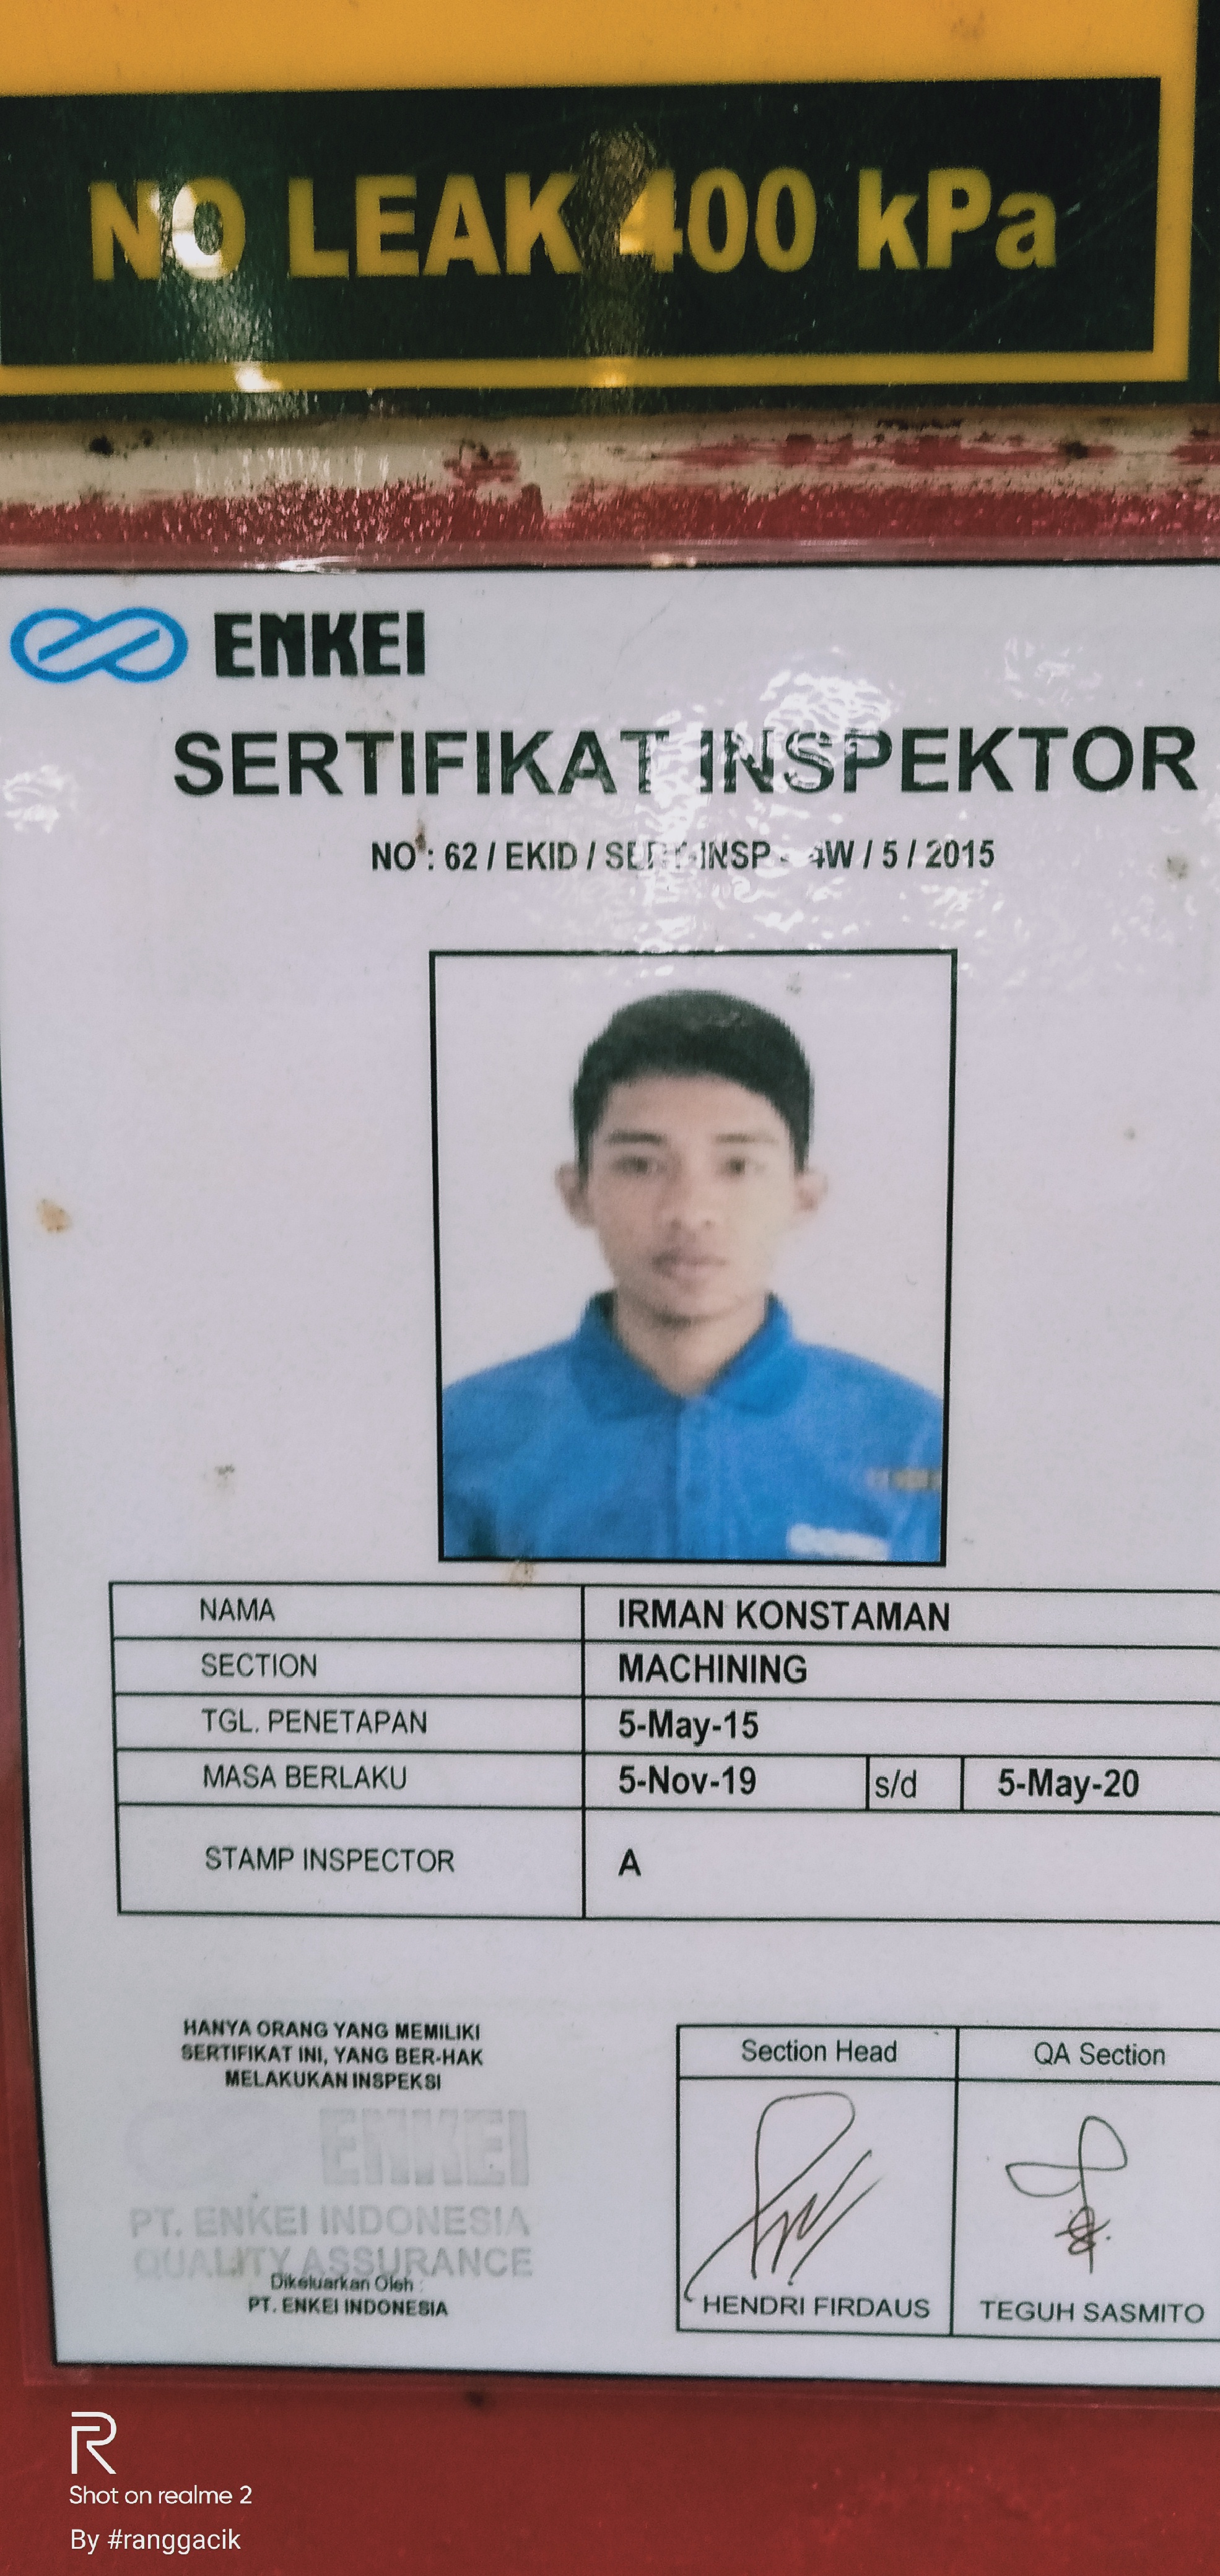 NO LEAK 400 kPa
ENKEI
SERTIFIKAT INSPEKTOR
NO : 62 / EKID / SERT-INSP - 4W / 5 / 2015
NAMA IRMAN KONSTAMAN
SECTION MACHINING
TGL. PENETAPAN 5-May-15
MASA BERLAKU 5-Nov-19 s/d 5-May-20
STAMP INSPECTOR A
HANYA ORANG YANG MEMILIKI
SERTIFIKAT INI, YANG BER-HAK
MELAKUKAN INSPEKSI
ENKEI
PT. ENKEI INDONESIA
QUALITY ASSURANCE
Dikeluarkan Oleh :
PT. ENKEI INDONESIA
Section Head QA Section
HENDRI FIRDAUS TEGUH SASMITO
Shot on realme 2
By #ranggacik